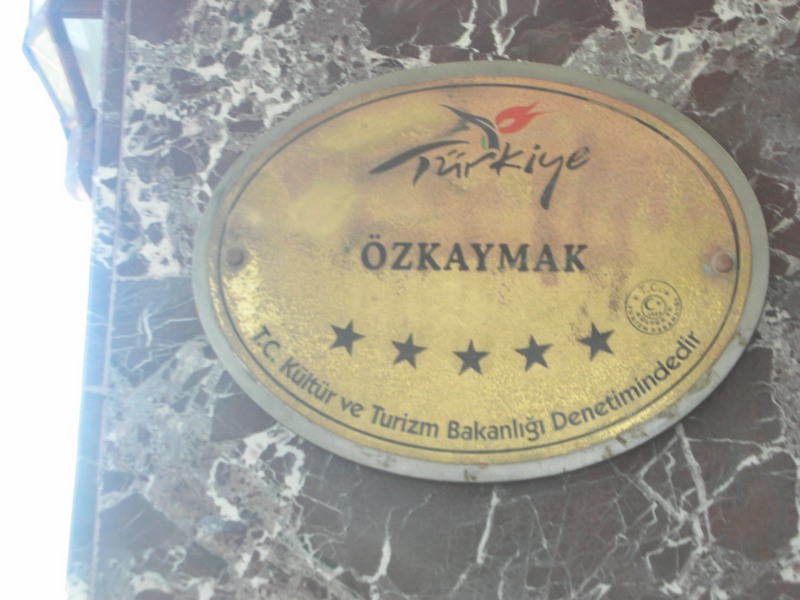 Türkiye
ÖZKAYMAK
T.C.
T.C. Kültür ve Turizm Bakanlığı Denetimindedir